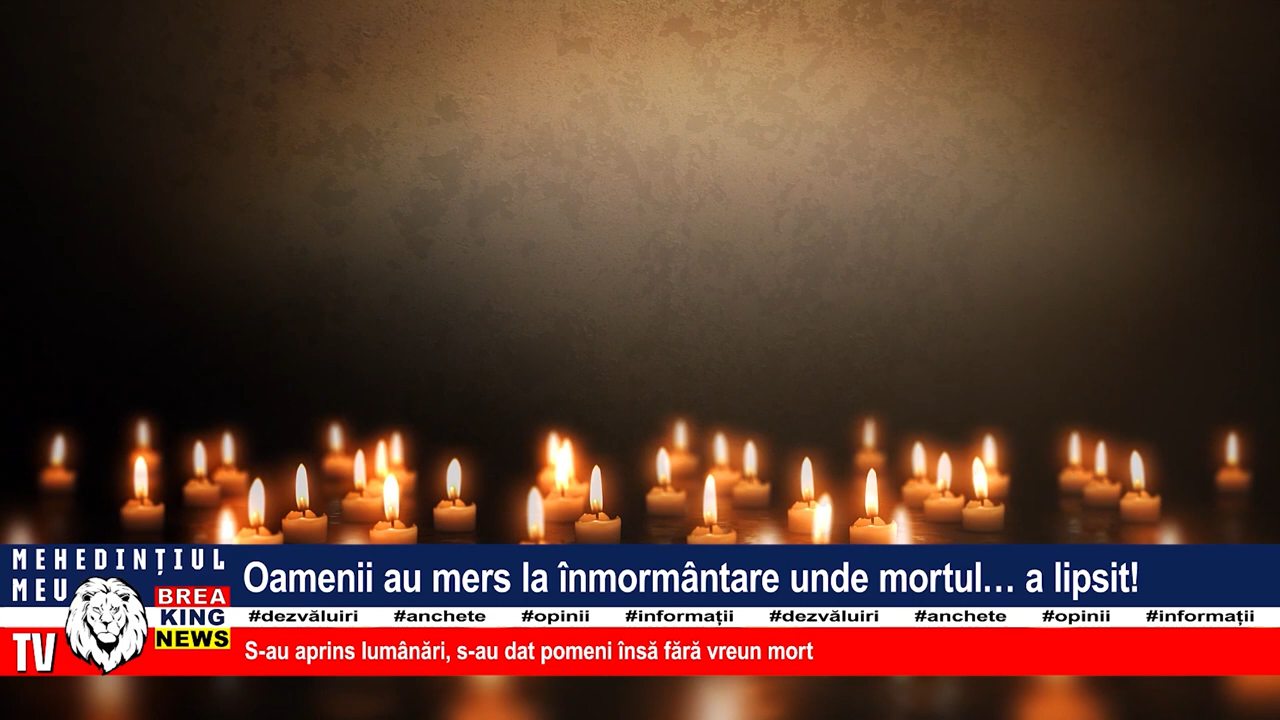 MEHEDINȚIUL
MEU
TV
BREA
KING
NEWS
Oamenii au mers la înmormântare unde mortul... a lipsit!
#dezvăluiri #anchete #opinii #informații #dezvăluiri #anchete #opinii #informații
S-au aprins lumânări, s-au dat pomeni însă fără vreun mort